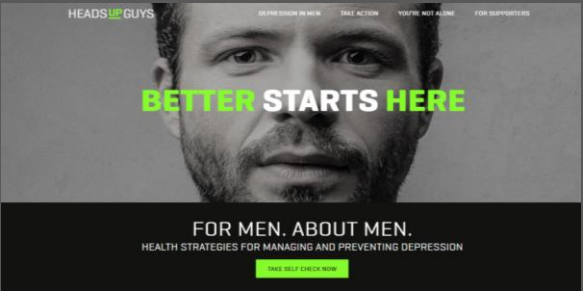 HEADSUPGUYS
DEPRESSION IN MEN TAKE ACTION YOU'RE NOT ALONE FOR SUPPORTERS
BETTER STARTS HERE
FOR MEN. ABOUT MEN.
HEALTH STRATEGIES FOR MANAGING AND PREVENTING DEPRESSION
TAKE SELF CHECK NOW